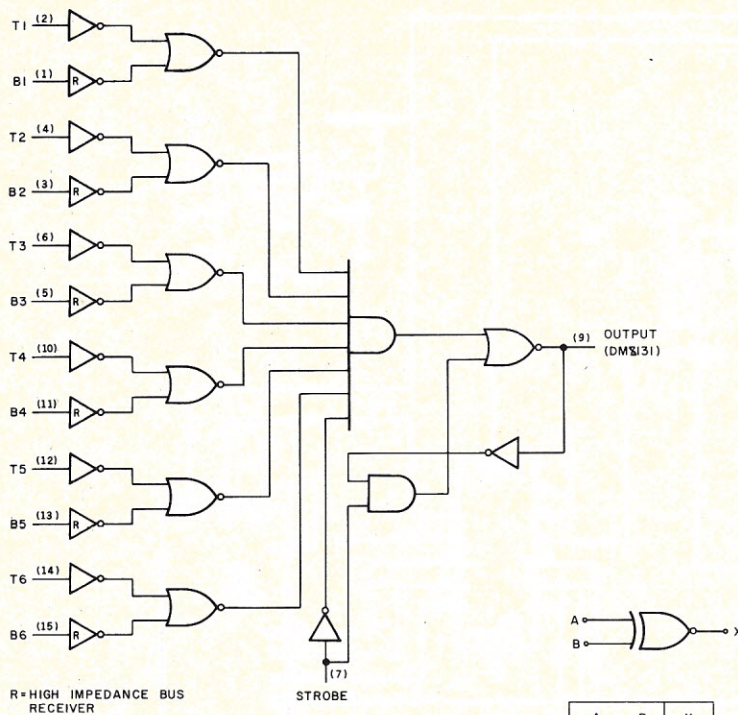 T1 (2)
B1 (1) R
T2 (4)
B2 (3) R
T3 (6)
B3 (5) R
T4 (10)
B4 (11) R
T5 (12)
B5 (13) R
T6 (14)
B6 (15) R
(9) OUTPUT
(DM8131)
(7)
STROBE
R=HIGH IMPEDANCE BUS
RECEIVER
A
B
X
A B